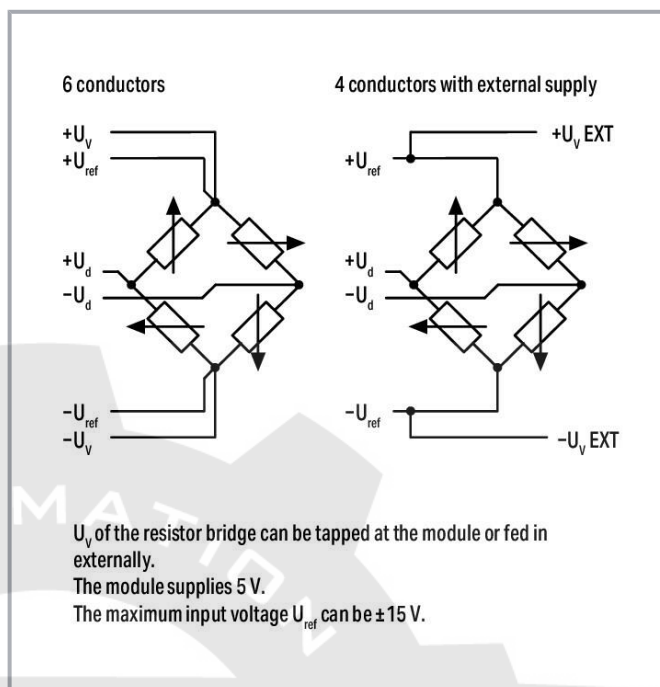 6 conductors
4 conductors with external supply
+Uv
+Uref
+Ud
−Ud
−Uref
−Uv
+Uv EXT
+Uref
+Ud
−Ud
−Uref
−Uv EXT
MATION
Uv of the resistor bridge can be tapped at the module or fed in
externally.
The module supplies 5 V.
The maximum input voltage Uref can be ± 15 V.